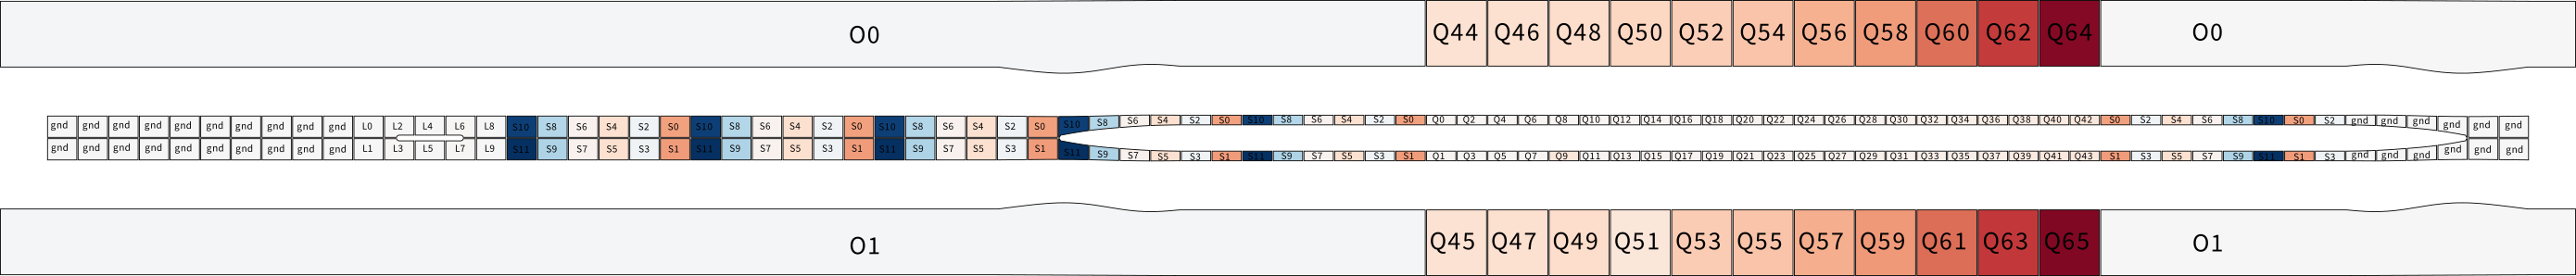 O0 Q44 Q46 Q48 Q50 Q52 Q54 Q56 Q58 Q60 Q62 Q64 O0
gnd gnd gnd gnd gnd gnd gnd gnd gnd gnd L0 L2 L4 L6 L8 S10 S8 S6 S4 S2 S0 S10 S8 S6 S4 S2 S0 S10 S8 S6 S4 S2 S0 S10 S8 S6 S4 S2 S0 S10 S8 S6 S4 S2 S0 Q0 Q2 Q4 Q6 Q8 Q10 Q12 Q14 Q16 Q18 Q20 Q22 Q24 Q26 Q28 Q30 Q32 Q34 Q36 Q38 Q40 Q42 S0 S2 S4 S6 S8 S10 S0 S2 gnd gnd gnd gnd gnd gnd
gnd gnd gnd gnd gnd gnd gnd gnd gnd gnd L1 L3 L5 L7 L9 S11 S9 S7 S5 S3 S1 S11 S9 S7 S5 S3 S1 S11 S9 S7 S5 S3 S1 S11 S9 S7 S5 S3 S1 S11 S9 S7 S5 S3 S1 Q1 Q3 Q5 Q7 Q9 Q11 Q13 Q15 Q17 Q19 Q21 Q23 Q25 Q27 Q29 Q31 Q33 Q35 Q37 Q39 Q41 Q43 S1 S3 S5 S7 S9 S11 S1 S3 gnd gnd gnd gnd gnd gnd
O1 Q45 Q47 Q49 Q51 Q53 Q55 Q57 Q59 Q61 Q63 Q65 O1